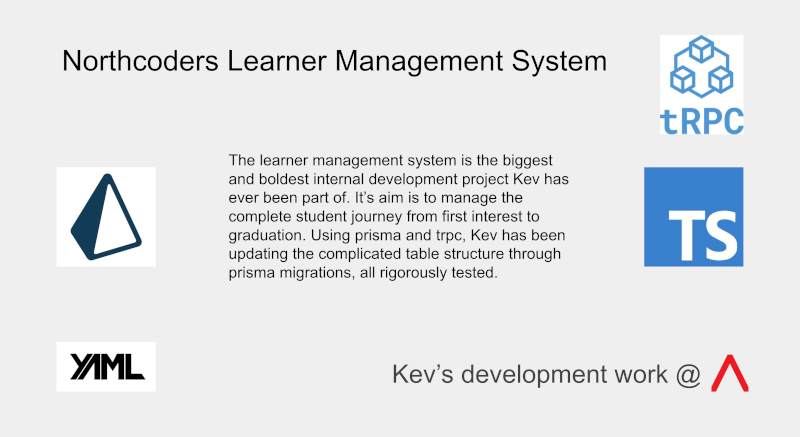 Northcoders Learner Management System
tRPC
The learner management system is the biggest
and boldest internal development project Kev has
ever been part of. It's aim is to manage the
complete student journey from first interest to
graduation. Using prisma and trpc, Kev has been
updating the complicated table structure through
prisma migrations, all rigorously tested.
TS
YAML
Kev's development work @